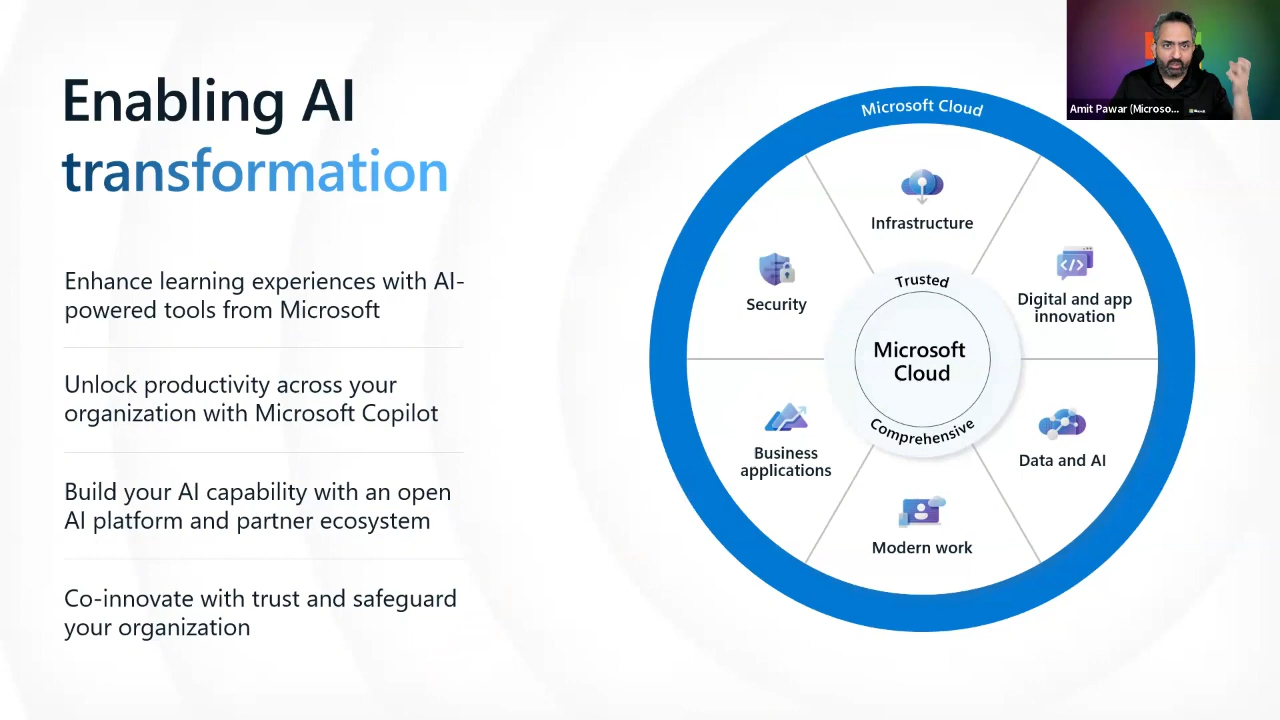 Enabling AI
transformation
Enhance learning experiences with AI-
powered tools from Microsoft
Unlock productivity across your
organization with Microsoft Copilot
Build your AI capability with an open
AI platform and partner ecosystem
Co-innovate with trust and safeguard
your organization
Microsoft Cloud
Infrastructure
Security
Digital and app
innovation
Trusted
Microsoft
Cloud
Comprehensive
Business
applications
Data and AI
Modern work
Amit Pawar (Microso...